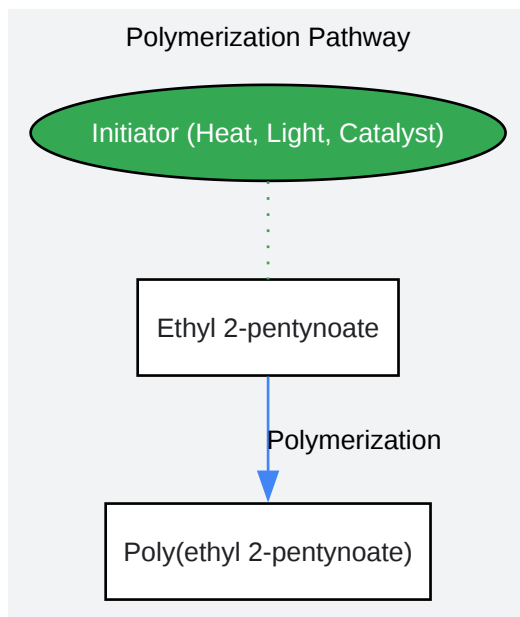 Polymerization Pathway
Initiator (Heat, Light, Catalyst)
Ethyl 2-pentynoate
Polymerization
Poly(ethyl 2-pentynoate)